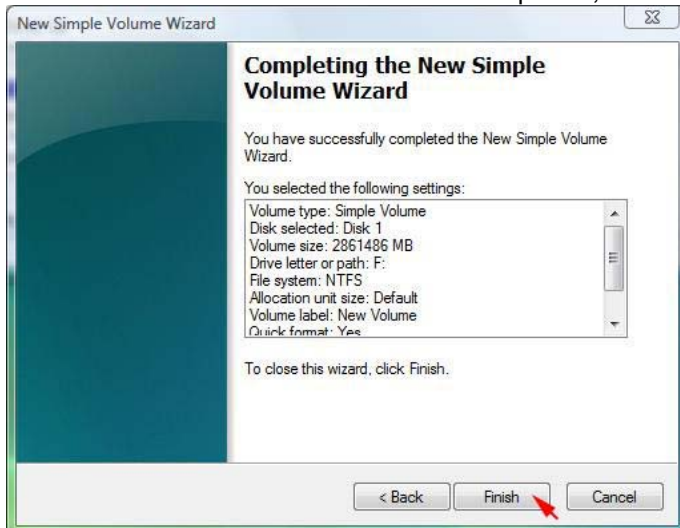 New Simple Volume Wizard
Completing the New Simple
Volume Wizard
You have successfully completed the New Simple Volume
Wizard.
You selected the following settings:
Volume type: Simple Volume
Disk selected: Disk 1
Volume size: 2861486 MB
Drive letter or path: F:
File system: NTFS
Allocation unit size: Default
Volume label: New Volume
Quick format: Yes
To close this wizard, click Finish.
< Back Finish Cancel